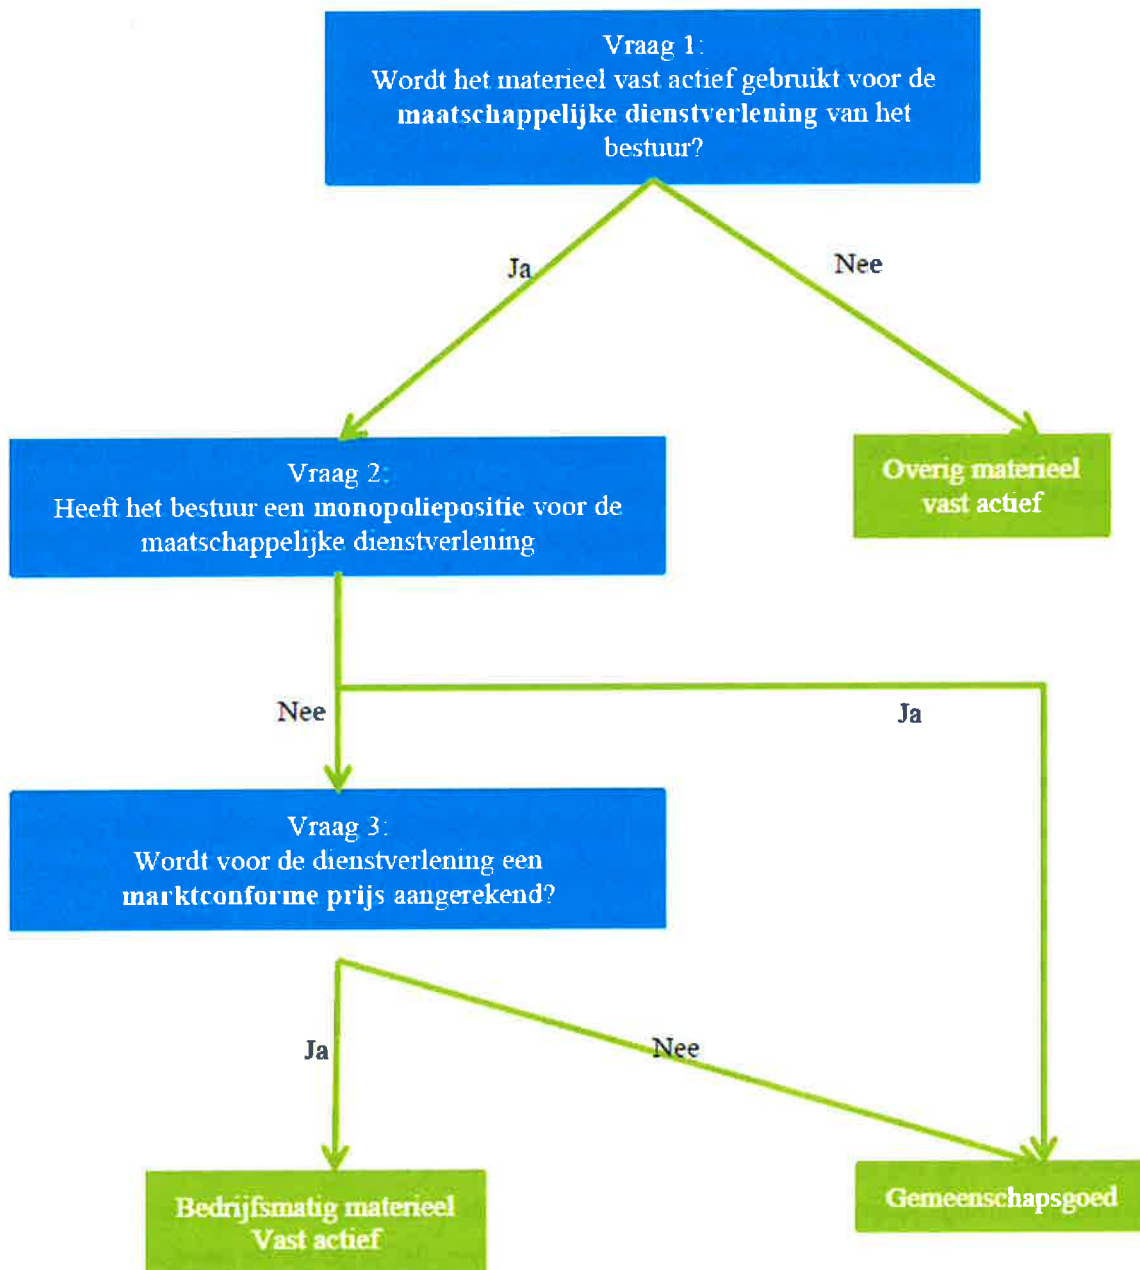 Vraag 1:
Wordt het materieel vast actief gebruikt voor de
maatschappelijke dienstverlening van het
bestuur?
Ja
Nee
Vraag 2:
Heeft het bestuur een monopoliepositie voor de
maatschappelijke dienstverlening
Overig materieel
vast actief
Nee
Ja
Vraag 3:
Wordt voor de dienstverlening een
marktconforme prijs aangerekend?
Ja
Nee
Bedrijfsmatig materieel
Vast actief
Gemeenschapsgoed